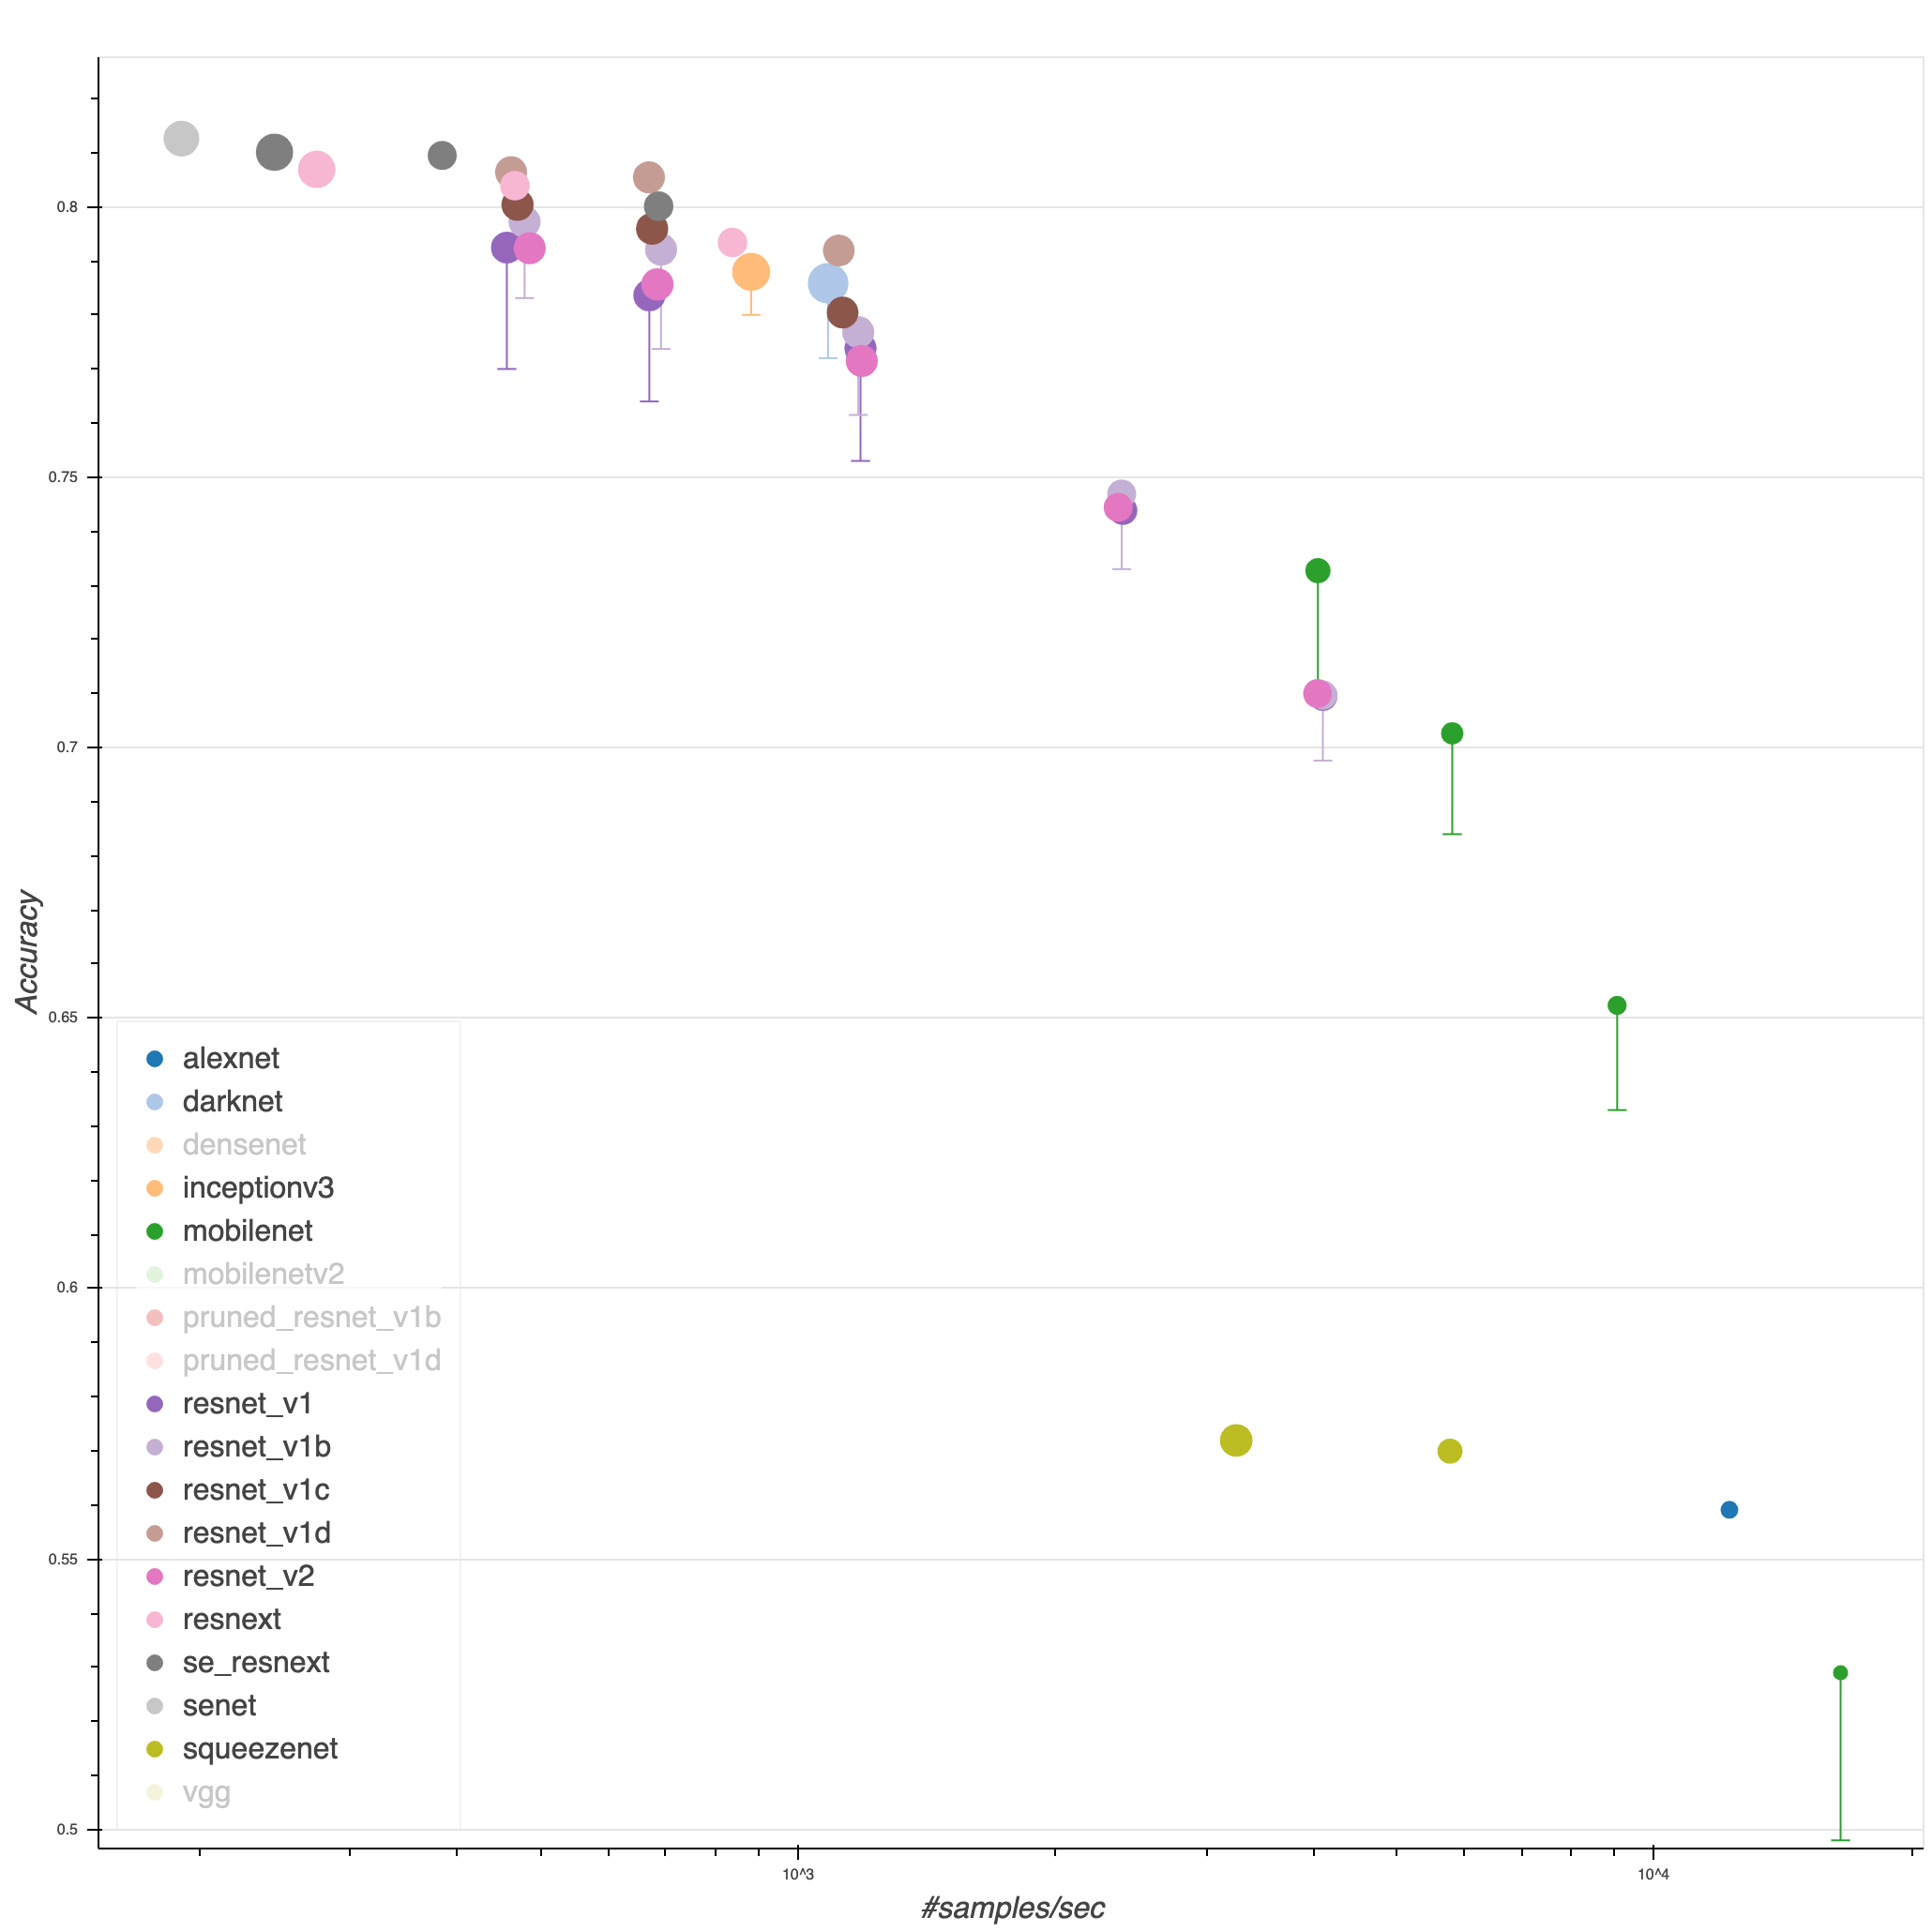 0.8
0.75
0.7
0.65
0.6
0.55
0.5
Accuracy
alexnet
darknet
densenet
inceptionv3
mobilenet
mobilenetv2
pruned_resnet_v1b
pruned_resnet_v1d
resnet_v1
resnet_v1b
resnet_v1c
resnet_v1d
resnet_v2
resnext
se_resnext
senet
squeezenet
vgg
10^3
10^4
#samples/sec